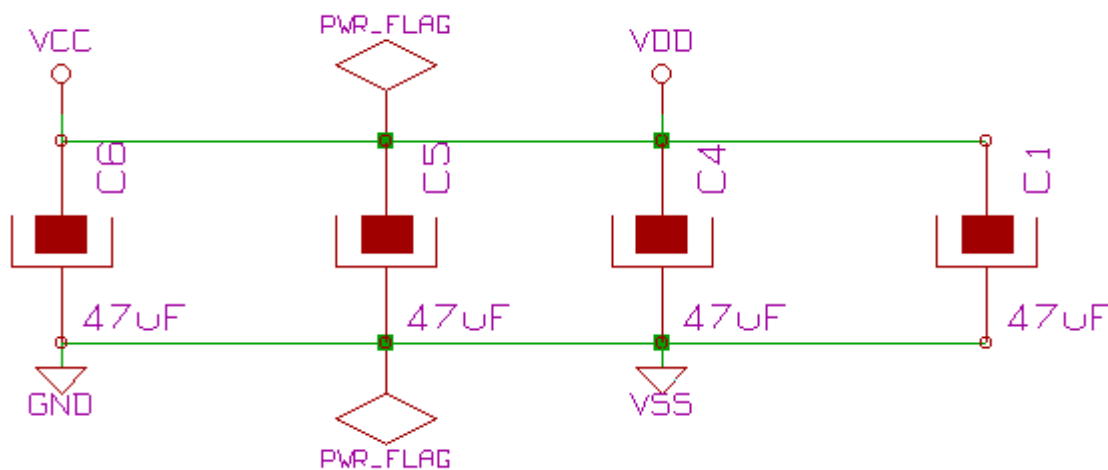 PWR_FLAG
VCC
VDD
C6
C5
C4
C1
47uF
47uF
47uF
47uF
GND
VSS
PWR_FLAG